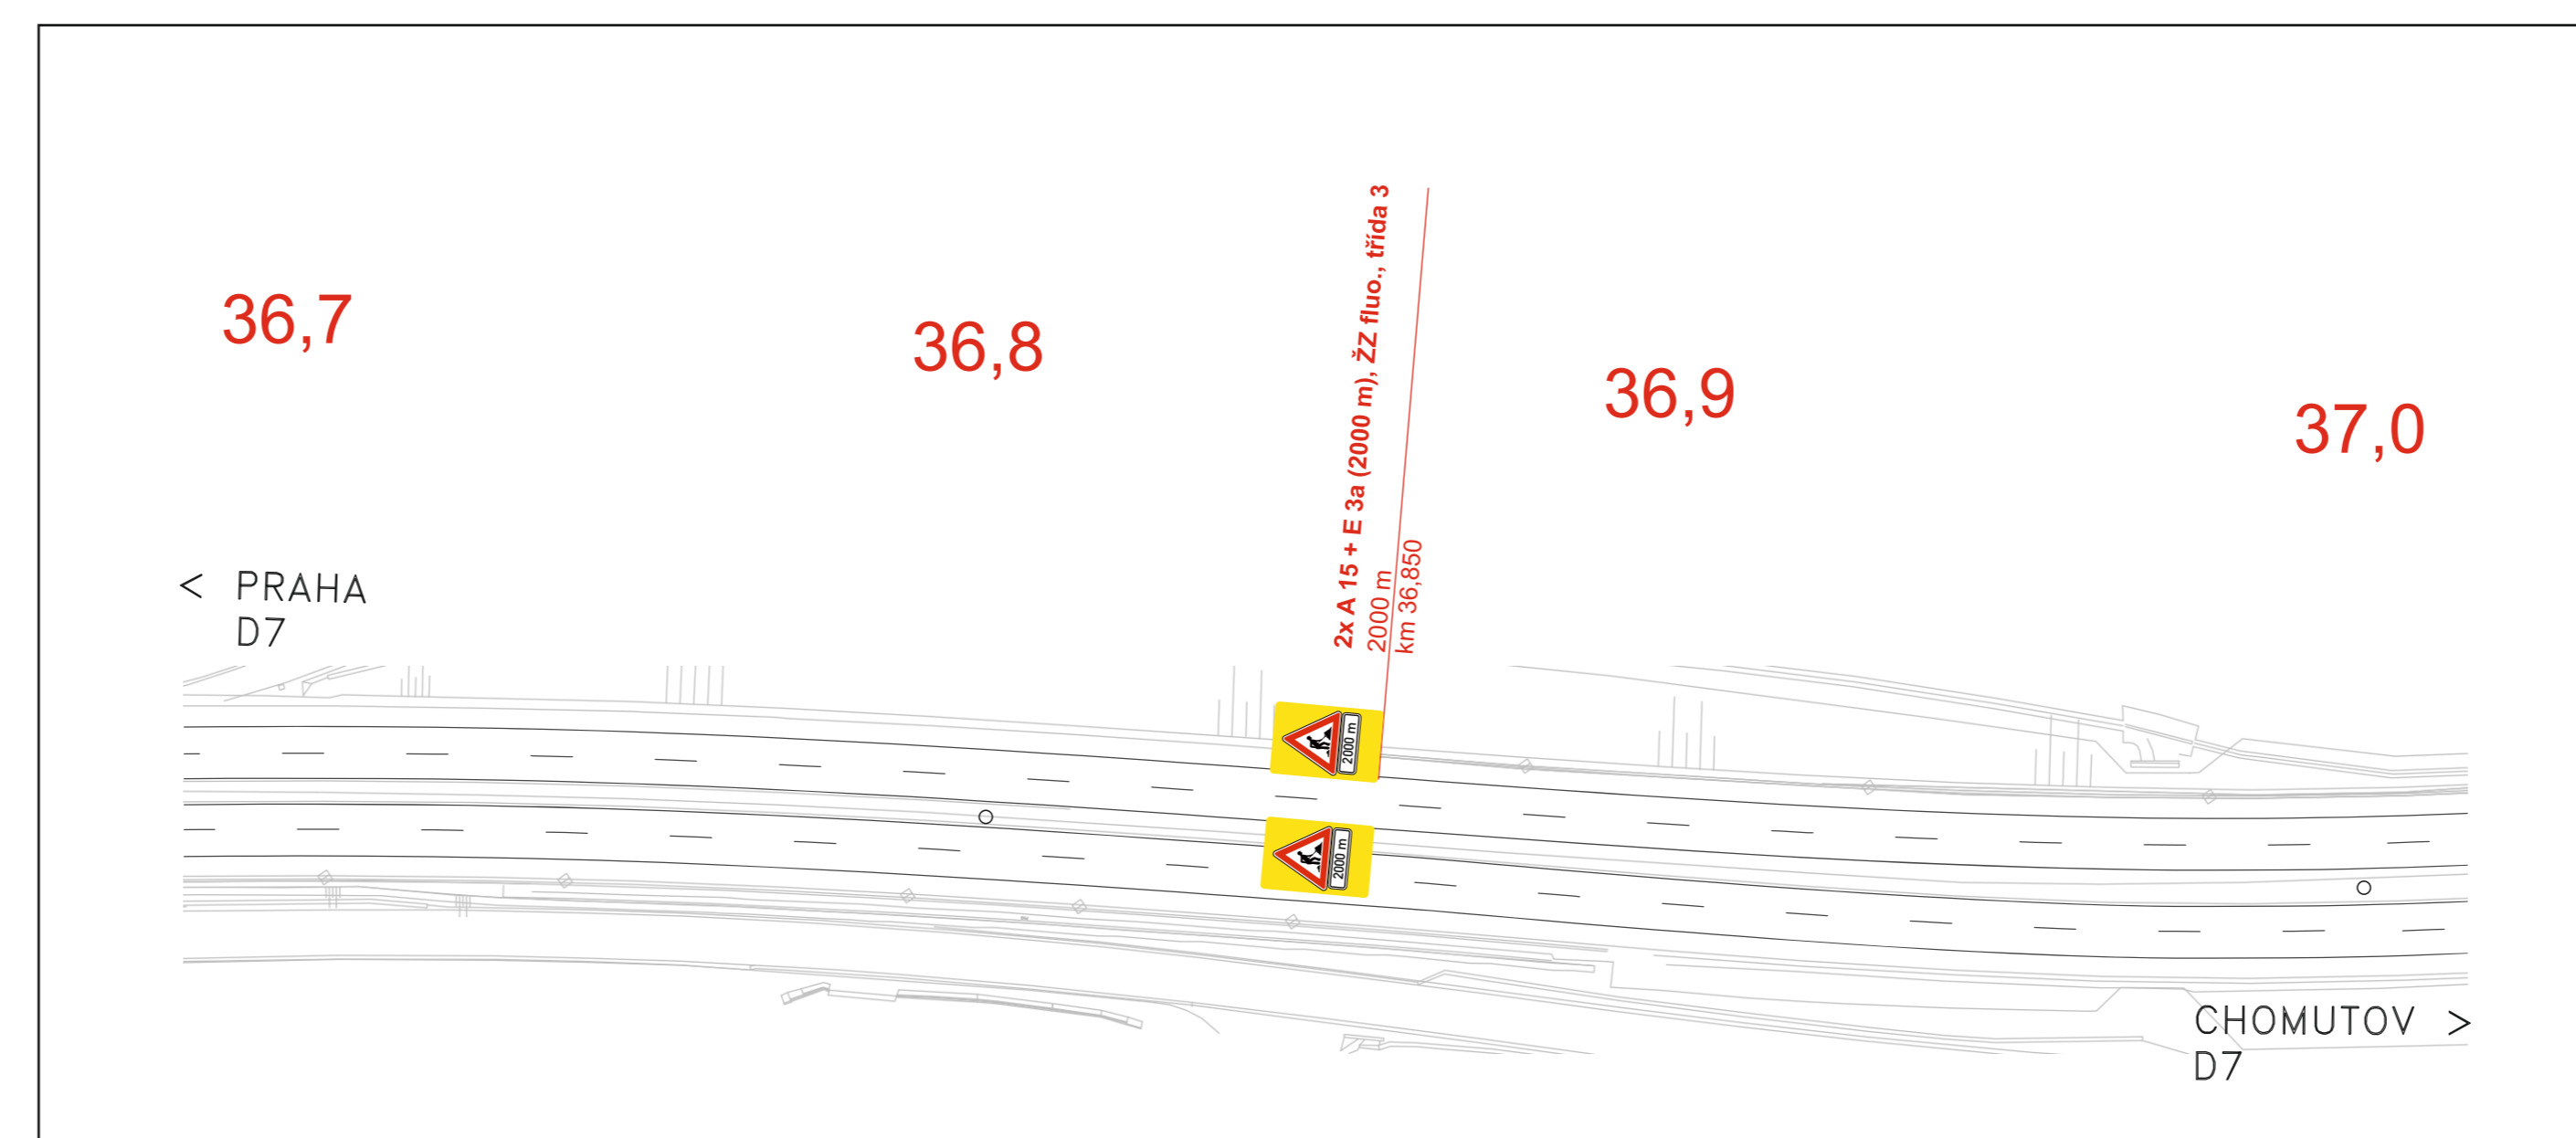 36,7
36,8
36,9
37,0
2x A 15 + E 3a (2000 m), ŽZ fluo., třída 3
2000 m
km 36,850
< PRAHA
D7
2000 m
2000 m
CHOMUTOV >
D7